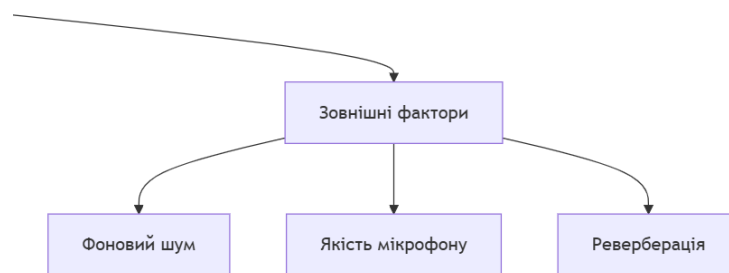 Зовнішні фактори
Фоновий шум
Якість мікрофону
Реверберація